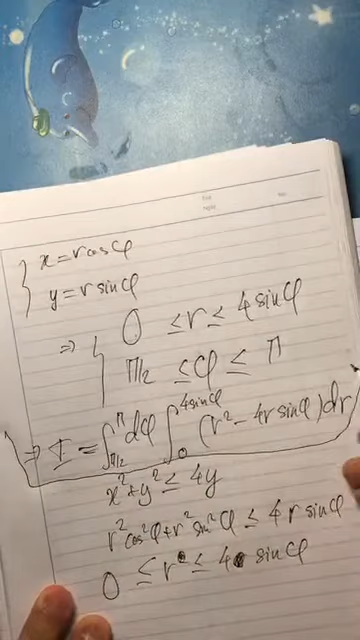 x = r cos φ
y = r sin φ
⇒ 0 ≤ r ≤ 4 sin φ
π/2 ≤ φ ≤ π
⇒ I = ∫_{π/2}^{π} dφ ∫_{0}^{4 sin φ} (r² - 4r sin φ) dr
x² + y² ≤ 4y
r² cos² φ + r² sin² φ ≤ 4 r sin φ
0 ≤ r ≤ 4 sin φ